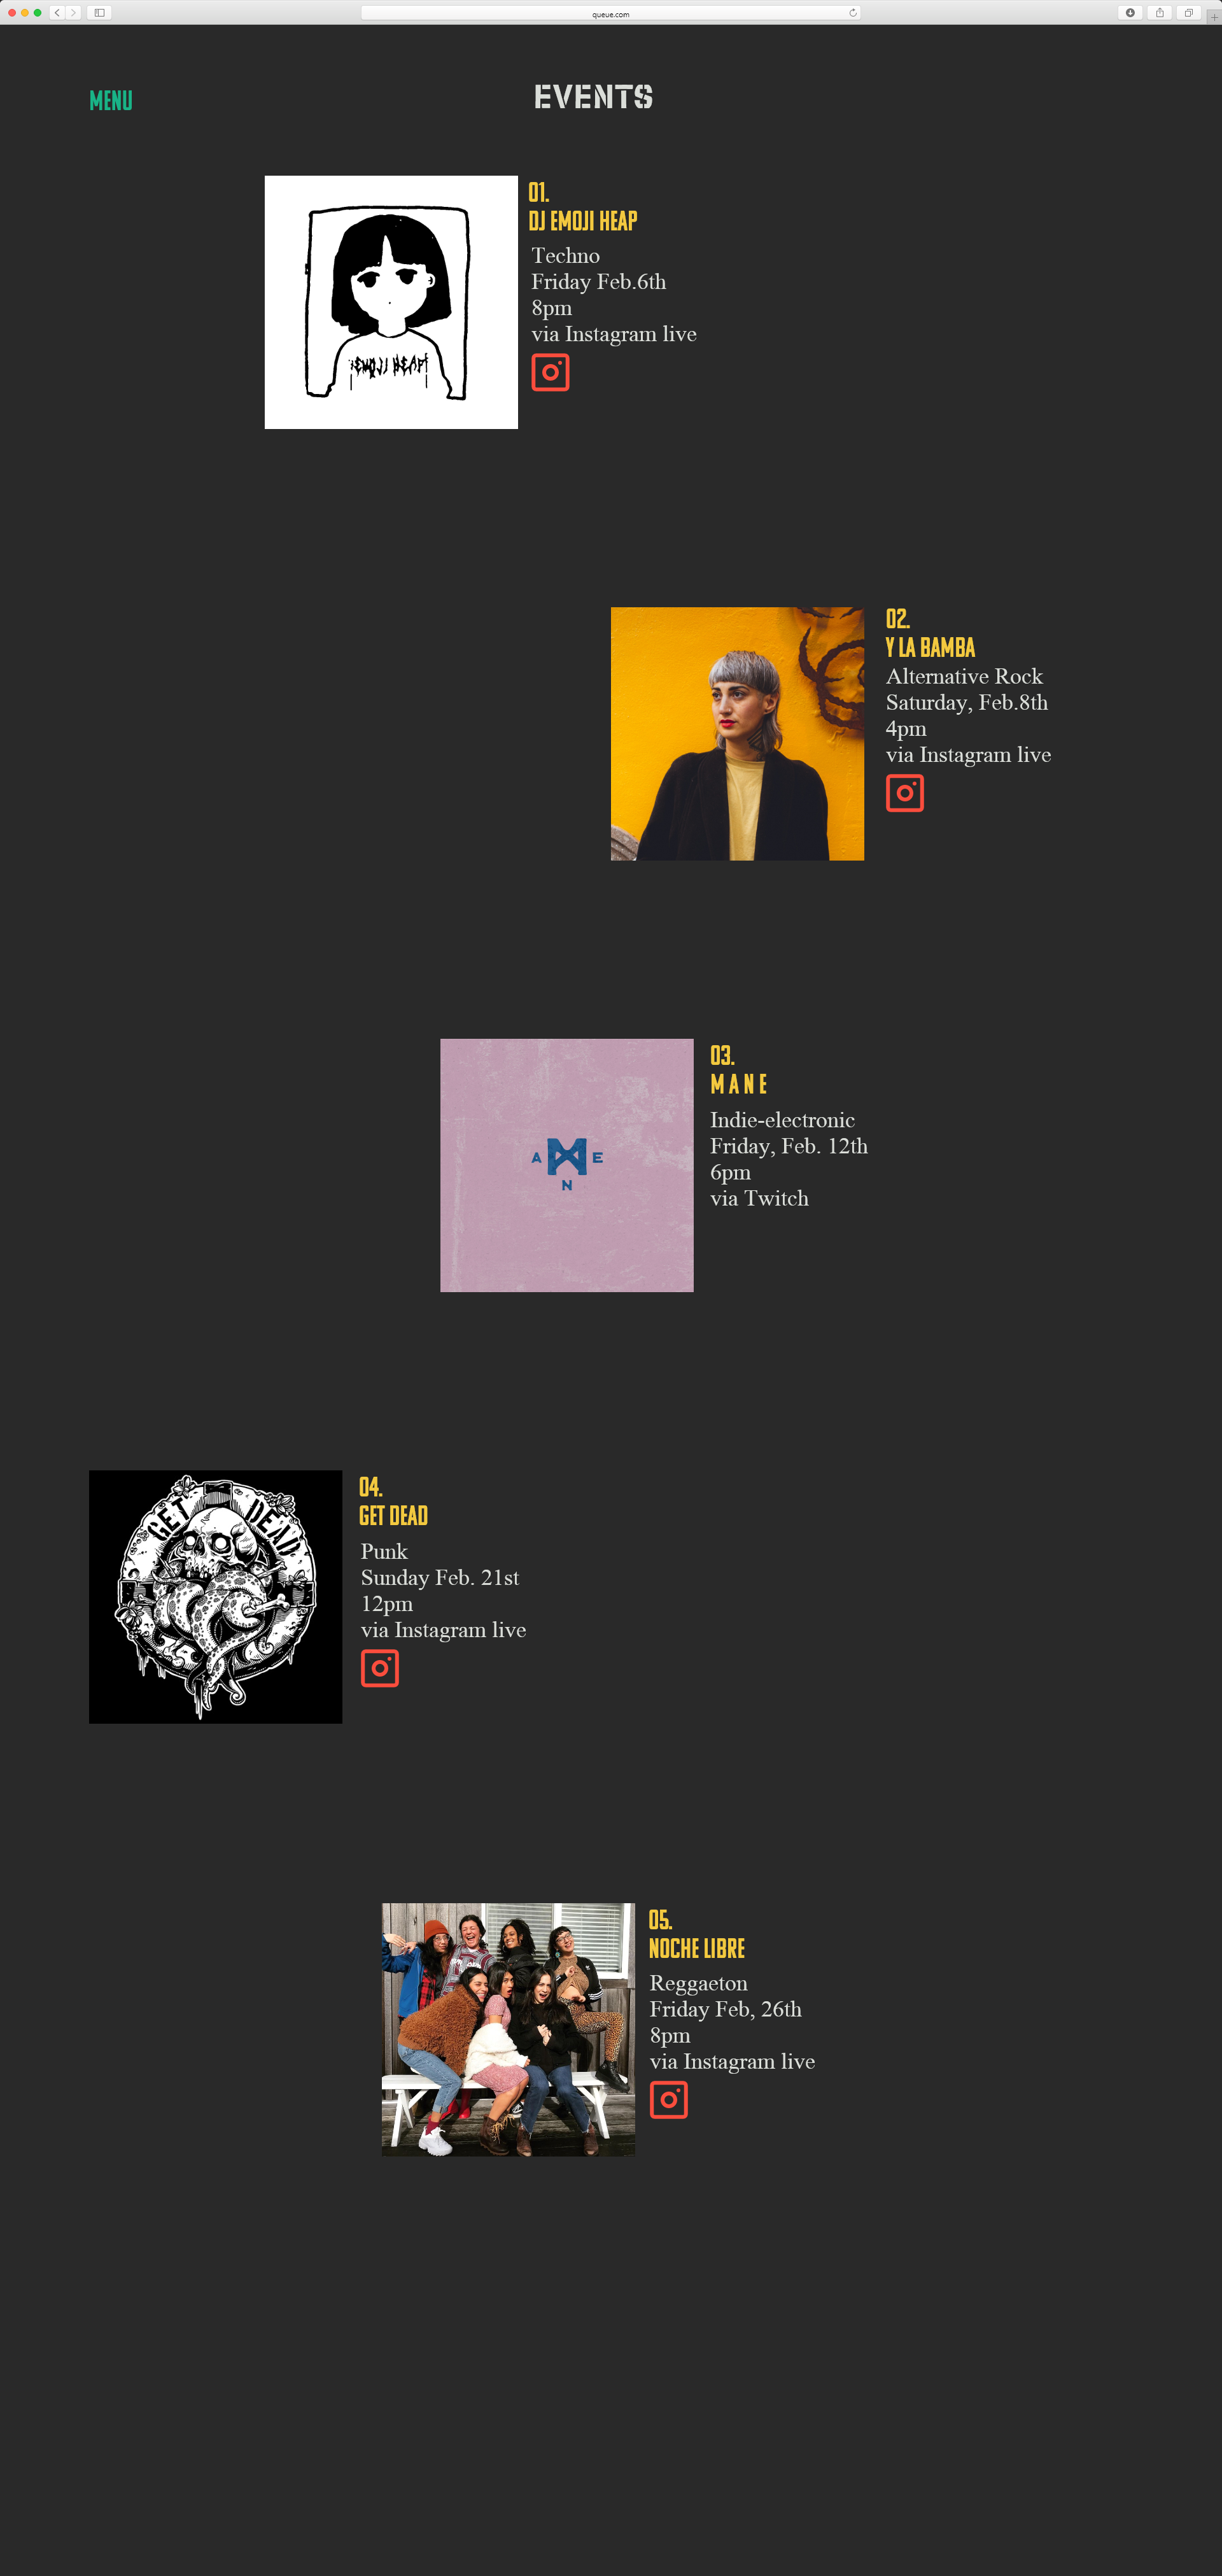 queue.com
MENU
EVENTS
01.
DJ EMOJI HEAP
Techno
Friday Feb.6th
8pm
via Instagram live
EMOJI HEAP
02.
Y LA BAMBA
Alternative Rock
Saturday, Feb.8th
4pm
via Instagram live
03.
M A N E
Indie-electronic
Friday, Feb. 12th
6pm
via Twitch
A M E
N
04.
GET DEAD
Punk
Sunday Feb. 21st
12pm
via Instagram live
GET DEAD
05.
NOCHE LIBRE
Reggaeton
Friday Feb, 26th
8pm
via Instagram live